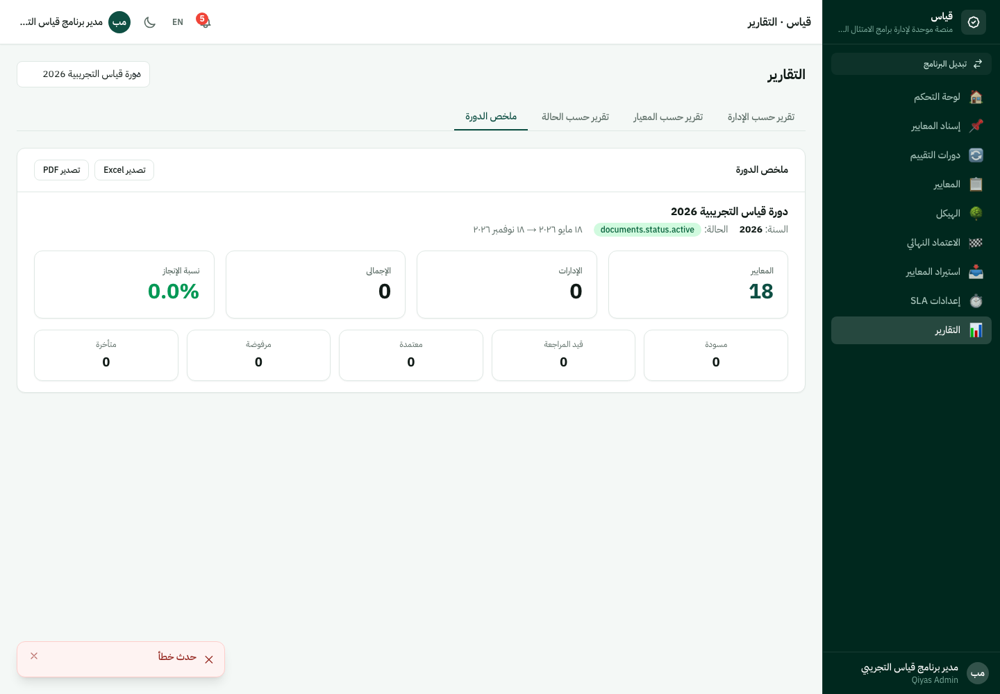 قياس
منصة موحدة لإدارة برامج الامتثال الـ...
تبديل البرنامج
لوحة التحكم
إسناد المعايير
دورات التقييم
المعايير
الهيكل
الاعتماد النهائي
استيراد المعايير
إعدادات SLA
التقارير
مب
مدير برنامج قياس التجريبي
Qiyas Admin
قياس · التقارير
5
EN
مب
مدير برنامج قياس التـ...
التقارير
دورة قياس التجريبية 2026
تقرير حسب الإدارة
تقرير حسب المعيار
تقرير حسب الحالة
ملخص الدورة
ملخص الدورة
تصدير Excel
تصدير PDF
دورة قياس التجريبية 2026
السنة: 2026 الحالة: documents.status.active ١٨ مايو ٢٠٢٦ → ١٨ نوفمبر ٢٠٢٦
المعايير
18
الإدارات
0
الإجمالي
0
نسبة الإنجاز
0.0%
مسودة
0
قيد المراجعة
0
معتمدة
0
مرفوضة
0
متأخرة
0
حدث خطأ